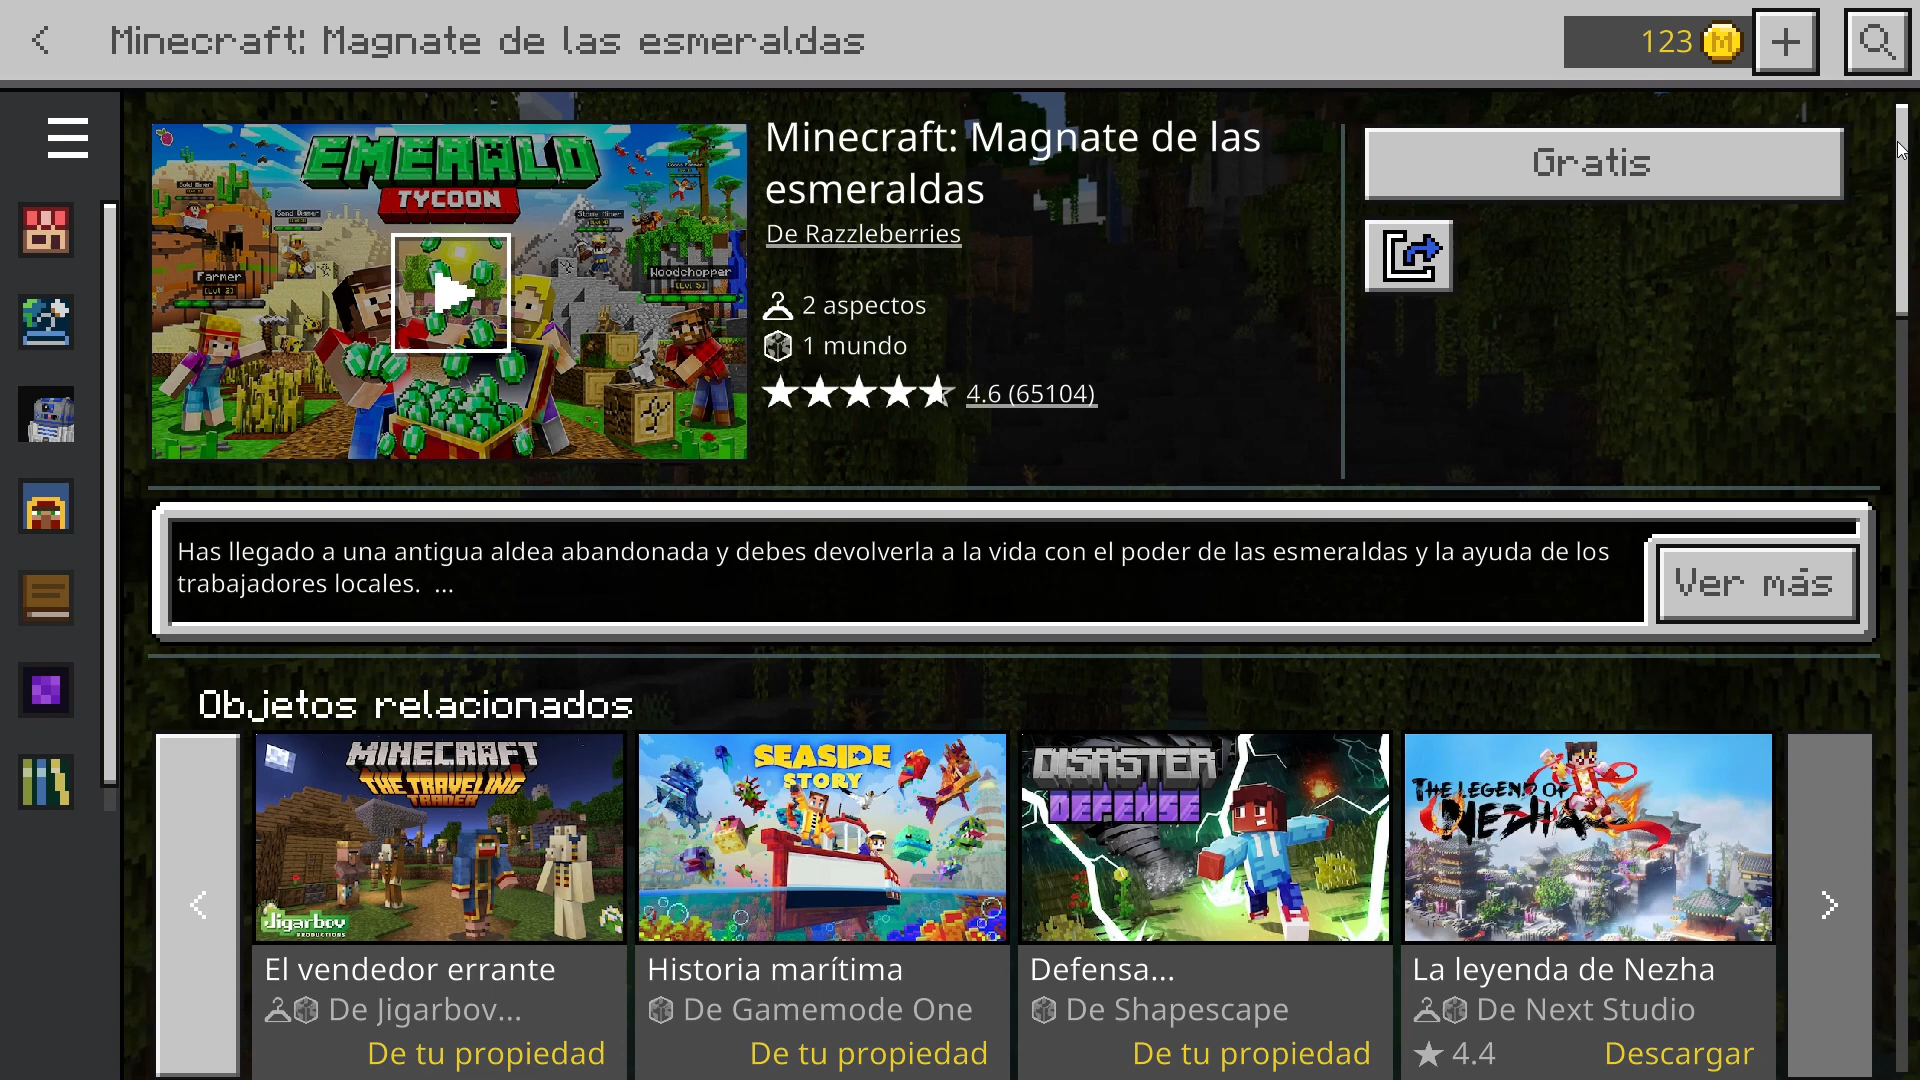 Minecraft: Magnate de las esmeraldas
123
EMERALD
TYCOON
Farmer
Woodchopper
Minecraft: Magnate de las
esmeraldas
De Razzleberries
2 aspectos
1 mundo
4.6 (65104)
Gratis
Has llegado a una antigua aldea abandonada y debes devolverla a la vida con el poder de las esmeraldas y la ayuda de los
trabajadores locales. ...
Ver más
Objetos relacionados
MINECRAFT
THE TRAVELING
TRADER
Jigarbov
PRODUCTIONS
El vendedor errante
De Jigarbov...
De tu propiedad
SEASIDE
STORY
Historia marítima
De Gamemode One
De tu propiedad
DISASTER
DEFENSE
Defensa...
De Shapescape
De tu propiedad
THE LEGEND OF
NEZHA
La leyenda de Nezha
De Next Studio
4.4
Descargar